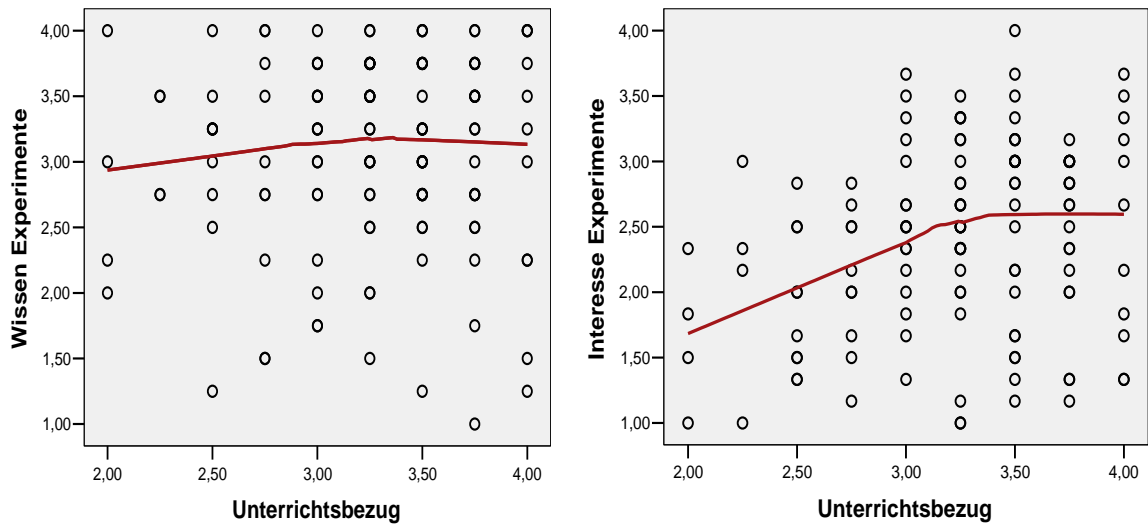 Wissen Experimente
4,00
3,50
3,00
2,50
2,00
1,50
1,00
2,00 2,50 3,00 3,50 4,00
Unterrichtsbezug
Interesse Experimente
4,00
3,50
3,00
2,50
2,00
1,50
1,00
2,00 2,50 3,00 3,50 4,00
Unterrichtsbezug